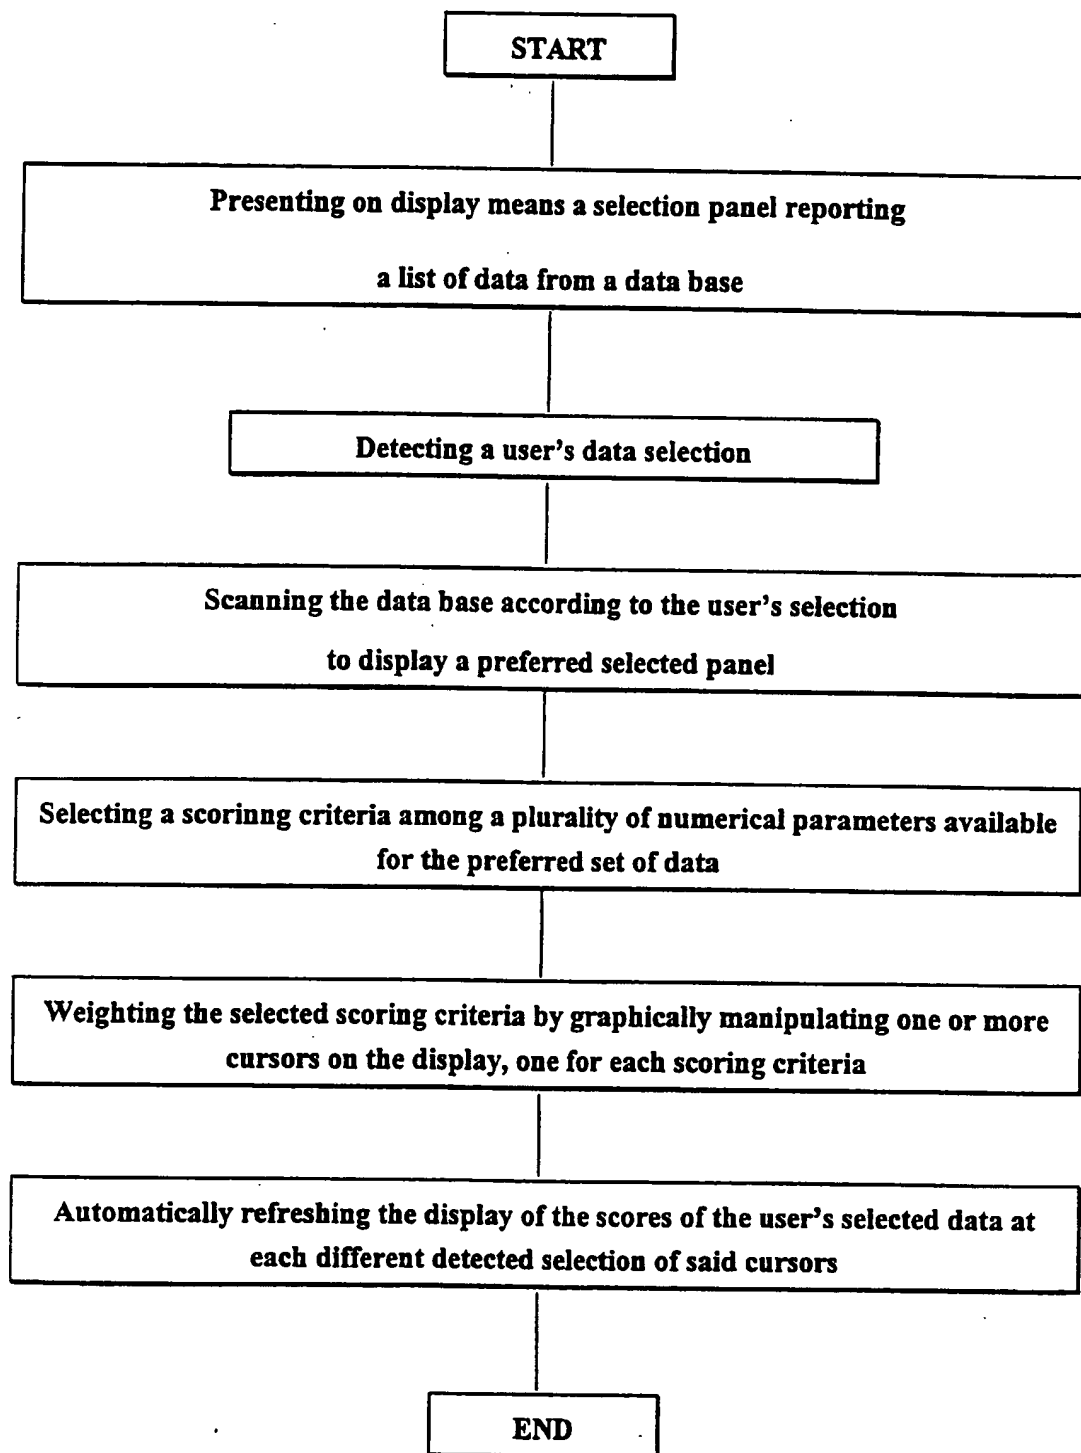 START
Presenting on display means a selection panel reporting
a list of data from a data base
Detecting a user's data selection
Scanning the data base according to the user's selection
to display a preferred selected panel
Selecting a scorinng criteria among a plurality of numerical parameters available
for the preferred set of data
Weighting the selected scoring criteria by graphically manipulating one or more
cursors on the display, one for each scoring criteria
Automatically refreshing the display of the scores of the user's selected data at
each different detected selection of said cursors
END